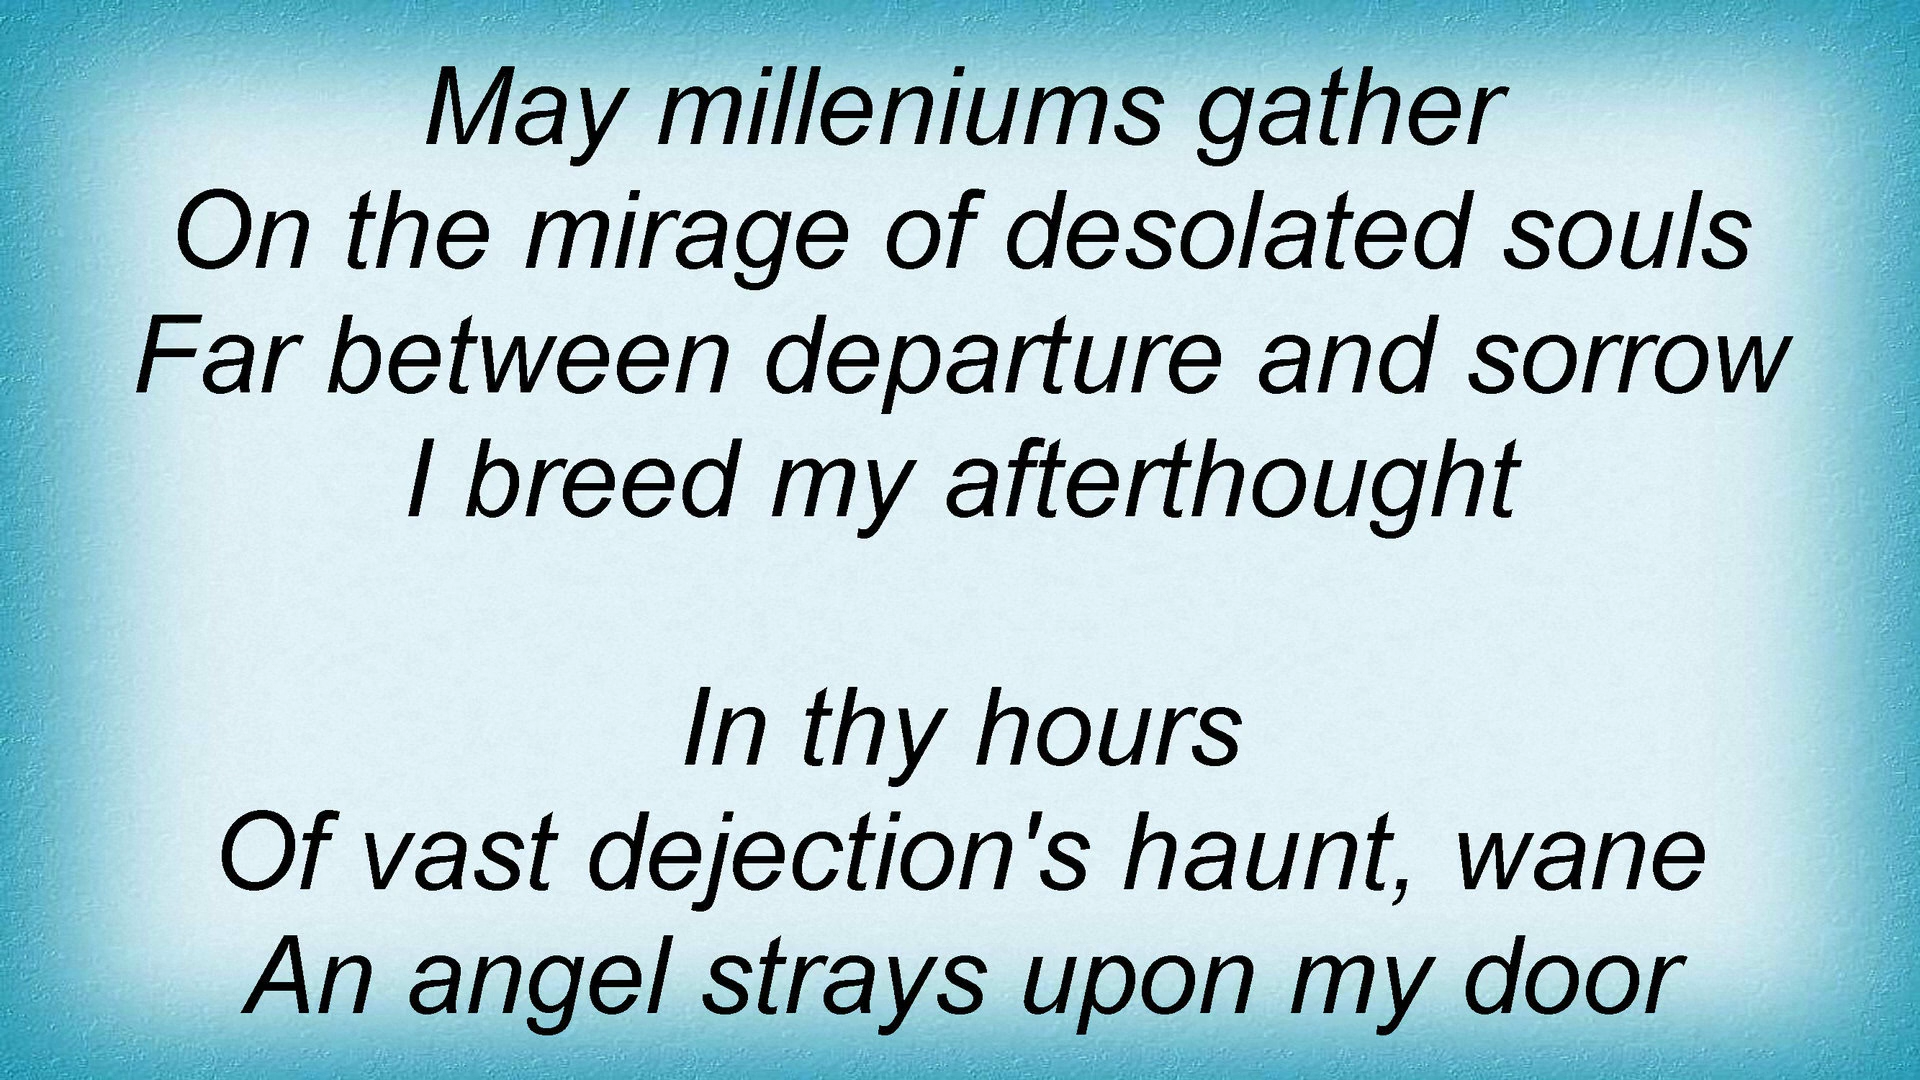 May milleniums gather
On the mirage of desolated souls
Far between departure and sorrow
I breed my afterthought
In thy hours
Of vast dejection's haunt, wane
An angel strays upon my door